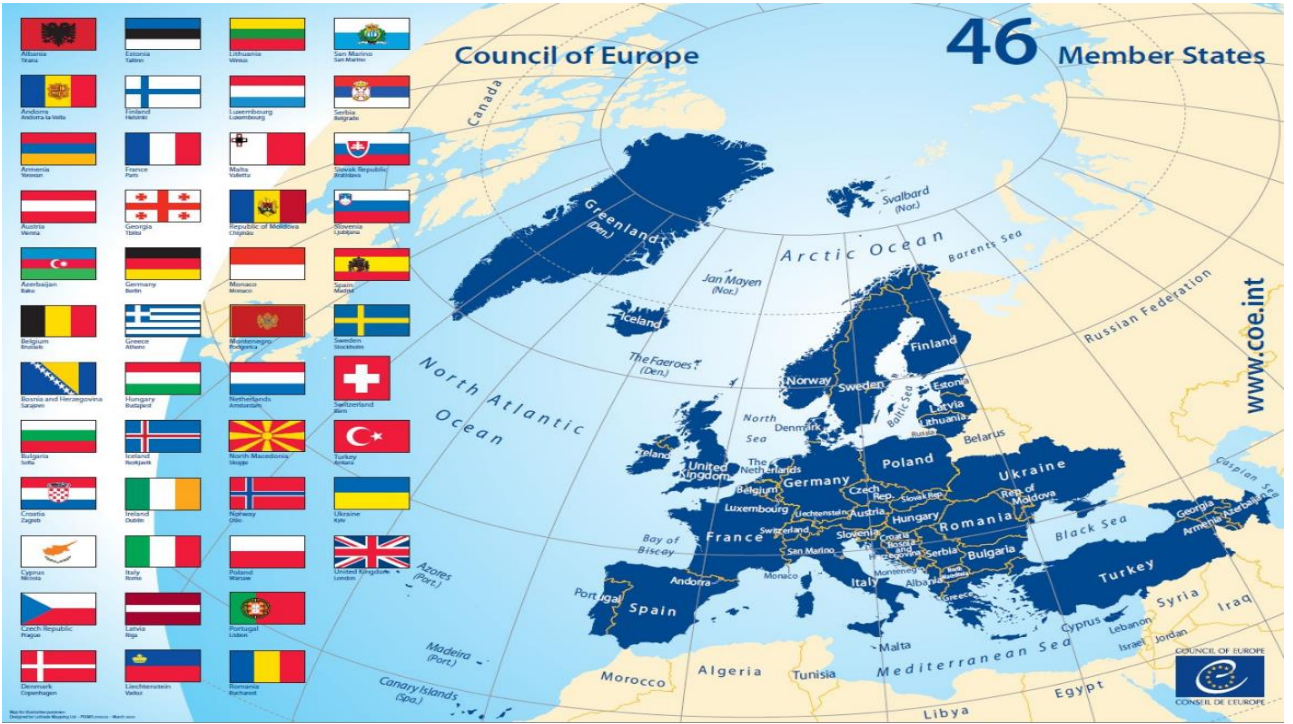 Council of Europe
46 Member States
Albania
Tirana
Estonia
Tallinn
Lithuania
Vilnius
San Marino
San Marino
Andorra
Andorra-la-Vella
Finland
Helsinki
Luxembourg
Luxembourg
Serbia
Belgrade
Armenia
Yerevan
France
Paris
Malta
Valletta
Slovak Republic
Bratislava
Austria
Vienna
Georgia
Tbilisi
Republic of Moldova
Chişinău
Slovenia
Ljubljana
Azerbaijan
Baku
Germany
Berlin
Monaco
Monaco
Spain
Madrid
Belgium
Brussels
Greece
Athens
Montenegro
Podgorica
Sweden
Stockholm
Bosnia and Herzegovina
Sarajevo
Hungary
Budapest
Netherlands
Amsterdam
Switzerland
Bern
Bulgaria
Sofia
Iceland
Reykjavik
North Macedonia
Skopje
Turkey
Ankara
Croatia
Zagreb
Ireland
Dublin
Norway
Oslo
Ukraine
Kyiv
Cyprus
Nicosia
Italy
Rome
Poland
Warsaw
United Kingdom
London
Czech Republic
Prague
Latvia
Riga
Portugal
Lisbon
Denmark
Copenhagen
Liechtenstein
Vaduz
Romania
Bucharest
Canada
Greenland
(Den.)
Svalbard
(Nor.)
Arctic Ocean
Barents Sea
Jan Mayen
(Nor.)
Iceland
Russian Federation
www.coe.int
The Faeroes
(Den.)
North Atlantic
Ocean
Finland
Norway
Sweden
Estonia
Baltic Sea
Latvia
Lithuania
Russia
Belarus
North
Sea
Denmark
Ireland
United
Kingdom
The
Netherlands
Belgium
Germany
Poland
Ukraine
Czech
Rep.
Slovak Rep.
Rep. of
Moldova
Caspian Sea
Luxembourg
Liechtenstein
Austria
Hungary
Romania
Georgia
Armenia
Azerbaijan
Bay of
Biscay
France
Switzerland
Slovenia
Croatia
Bosnia
and
Herzegovina
Serbia
Bulgaria
Black Sea
San Marino
Monaco
Italy
Montenegro
Albania
North
Macedonia
Greece
Turkey
Azores
(Port.)
Portugal
Spain
Andorra
Malta
Mediterranean Sea
Cyprus
Syria
Lebanon
Iraq
Israel
Jordan
Madeira
(Port.)
Canary Islands
(Spa.)
Morocco
Algeria
Tunisia
Libya
Egypt
COUNCIL OF EUROPE
CONSEIL DE L'EUROPE